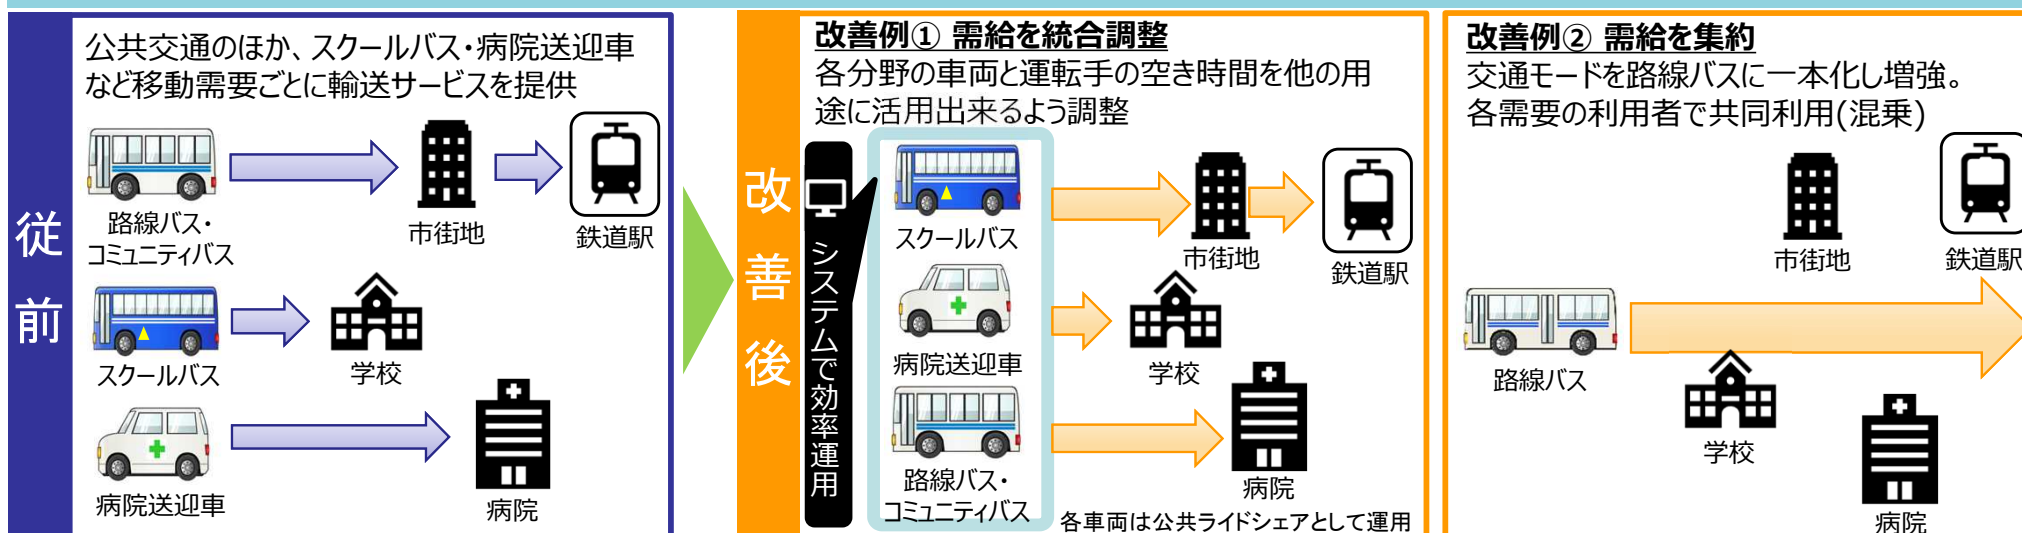 従前
公共交通のほか、スクールバス・病院送迎車
など移動需要ごとに輸送サービスを提供
路線バス・
コミュニティバス
市街地
鉄道駅
スクールバス
学校
病院送迎車
病院
改善後
改善例① 需給を統合調整
各分野の車両と運転手の空き時間を他の用
途に活用出来るよう調整
システムで効率運用
スクールバス
市街地
鉄道駅
病院送迎車
学校
路線バス・
コミュニティバス
病院
各車両は公共ライドシェアとして運用
改善例② 需給を集約
交通モードを路線バスに一本化し増強。
各需要の利用者で共同利用(混乗)
市街地
鉄道駅
路線バス
学校
病院